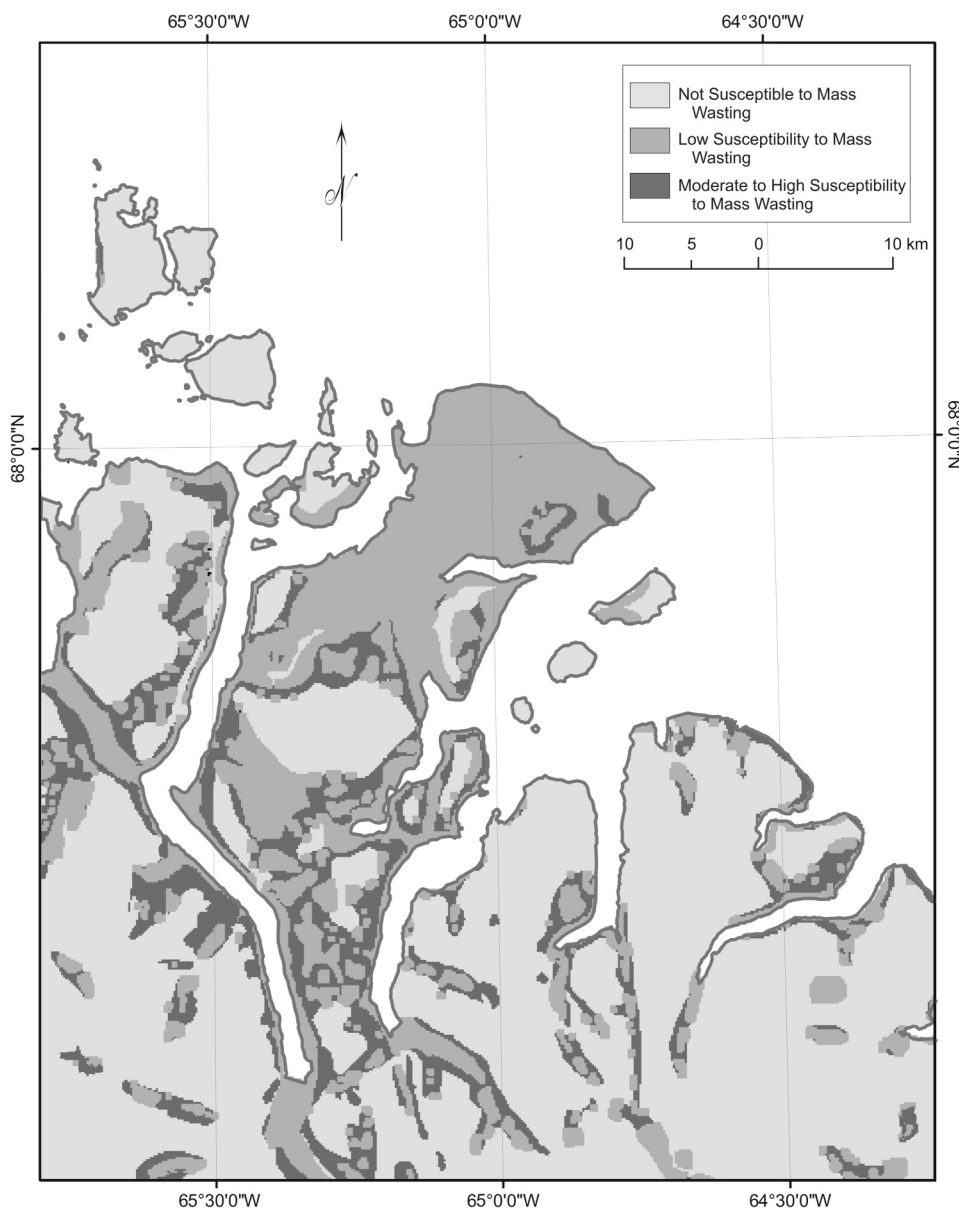 65°30'0"W 65°0'0"W 64°30'0"W
Not Susceptible to Mass
Wasting
Low Susceptibility to Mass
Wasting
Moderate to High Susceptibility
to Mass Wasting
10 5 0 10 km
N
68°0'0"N
68°0'0"N
65°30'0"W 65°0'0"W 64°30'0"W